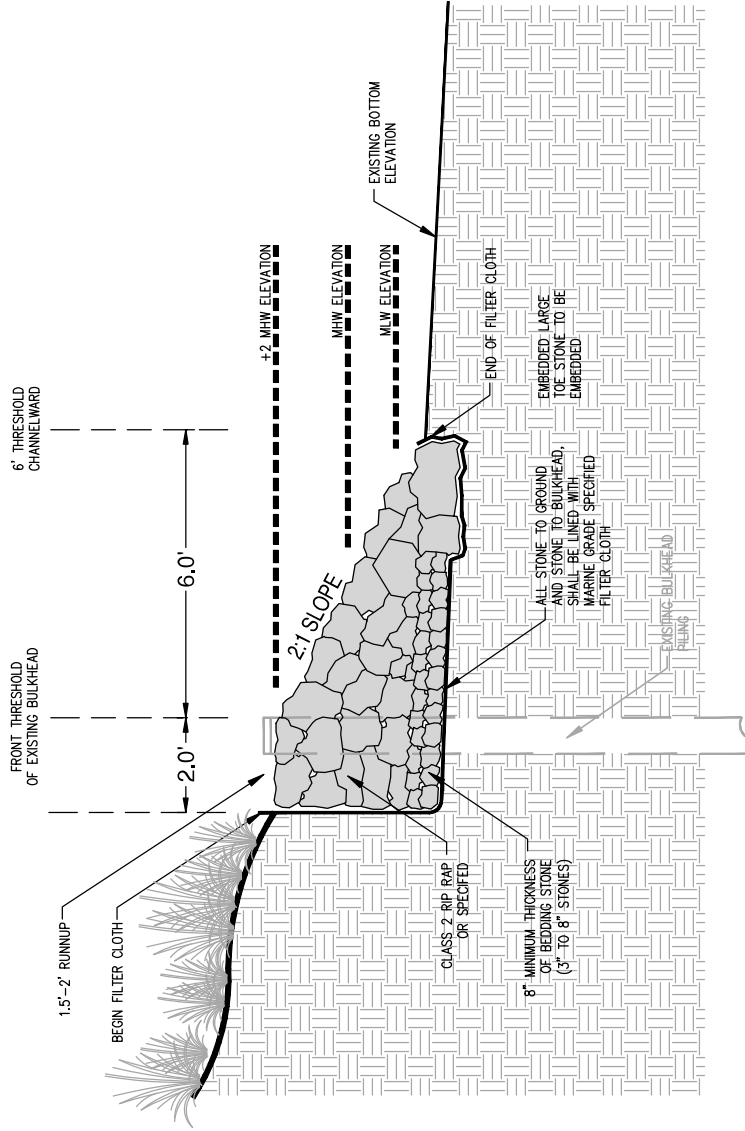 FRONT THRESHOLD
OF EXISTING BULKHEAD
6' THRESHOLD
CHANNELWARD
2.0'
6.0'
1.5'-2' RUNNUP
BEGIN FILTER CLOTH
2:1 SLOPE
+2 MHW ELEVATION
MHW ELEVATION
MLW ELEVATION
EXISTING BOTTOM
ELEVATION
CLASS 2 RIP RAP
OR SPECIFED
8" MINIMUM THICKNESS
OF BEDDING STONE
(3" TO 8" STONES)
ALL STONE TO GROUND
AND STONE TO BULKHEAD,
SHALL BE LINED WITH
MARINE GRADE SPECIFIED
FILTER CLOTH
END OF FILTER CLOTH
EMBEDDED LARGE
TOE STONE TO BE
EMBEDDED
EXISTING BULKHEAD
PILING